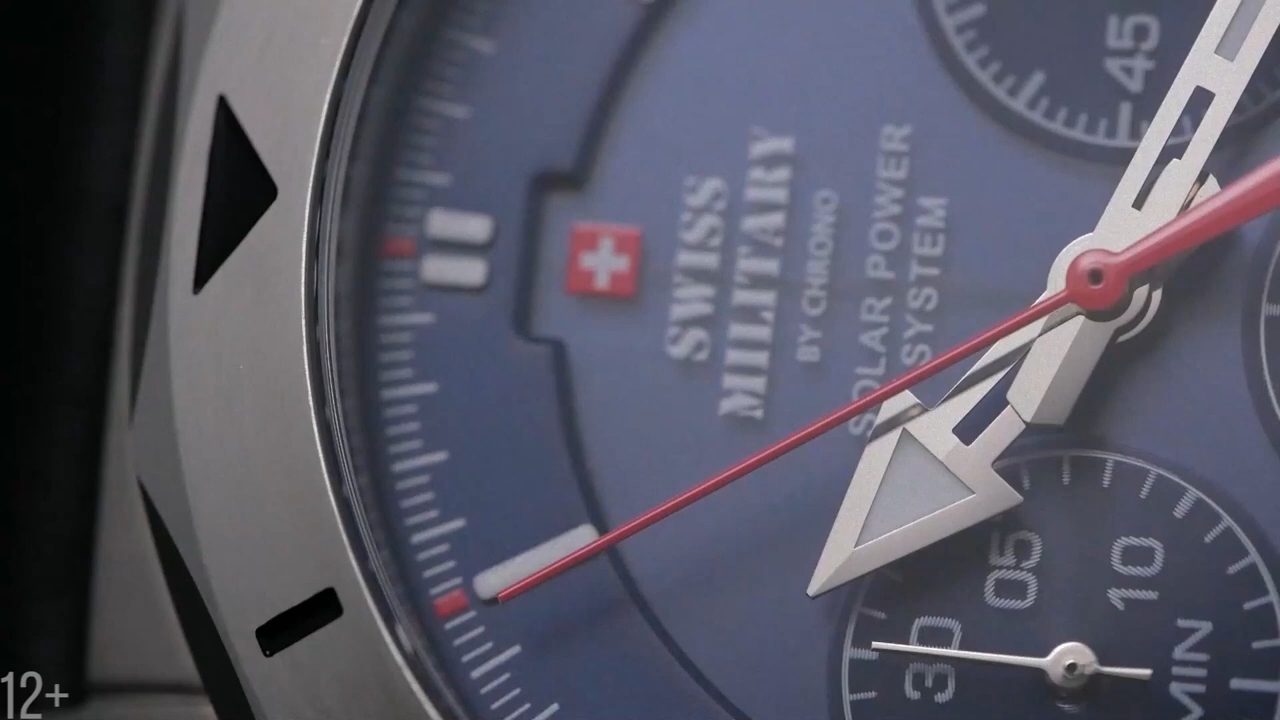 SWISS
MILITARY
BY CHRONO
SOLAR POWER
SYSTEM
45
05
10
30
MIN
12+